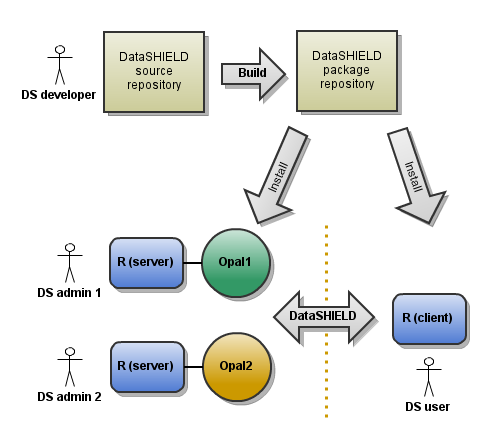 DataSHIELD
source
repository
DataSHIELD
package
repository
Build
DS developer
Install
Install
R (server)
Opal1
DS admin 1
DataSHIELD
R (client)
R (server)
Opal2
DS admin 2
DS user